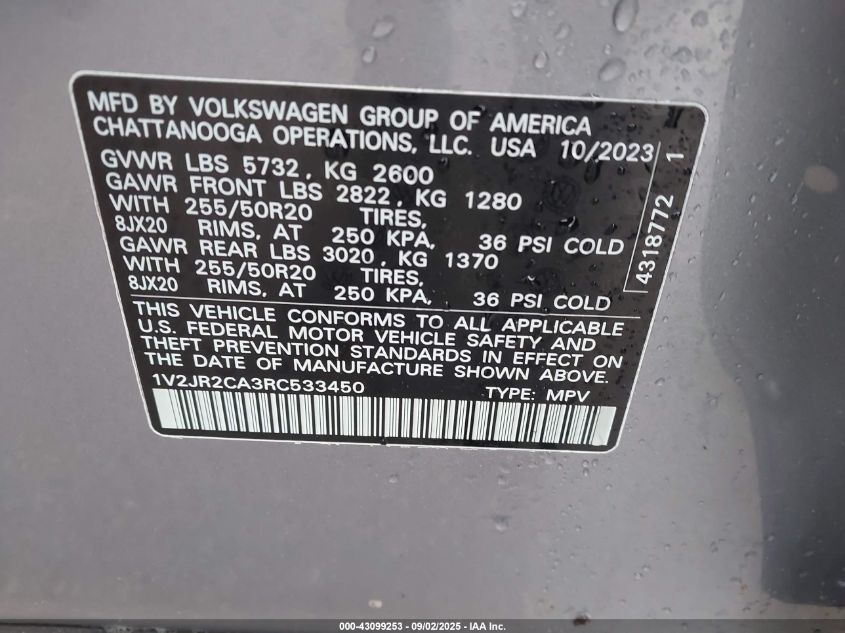 MFD BY VOLKSWAGEN GROUP OF AMERICA
CHATTANOOGA OPERATIONS, LLC. USA 10/2023
GVWR LBS 5732, KG 2600
GAWR FRONT LBS 2822, KG 1280
WITH 255/50R20 TIRES,
8JX20 RIMS, AT 250 KPA, 36 PSI COLD
GAWR REAR LBS 3020, KG 1370
WITH 255/50R20 TIRES,
8JX20 RIMS, AT 250 KPA, 36 PSI COLD
THIS VEHICLE CONFORMS TO ALL APPLICABLE
U.S. FEDERAL MOTOR VEHICLE SAFETY AND
THEFT PREVENTION STANDARDS IN EFFECT ON
THE DATE OF MANUFACTURE SHOWN ABOVE.
1V2JR2CA3RC533450 TYPE: MPV
4318772 1
000-43099253 - 09/02/2025 - IAA Inc.